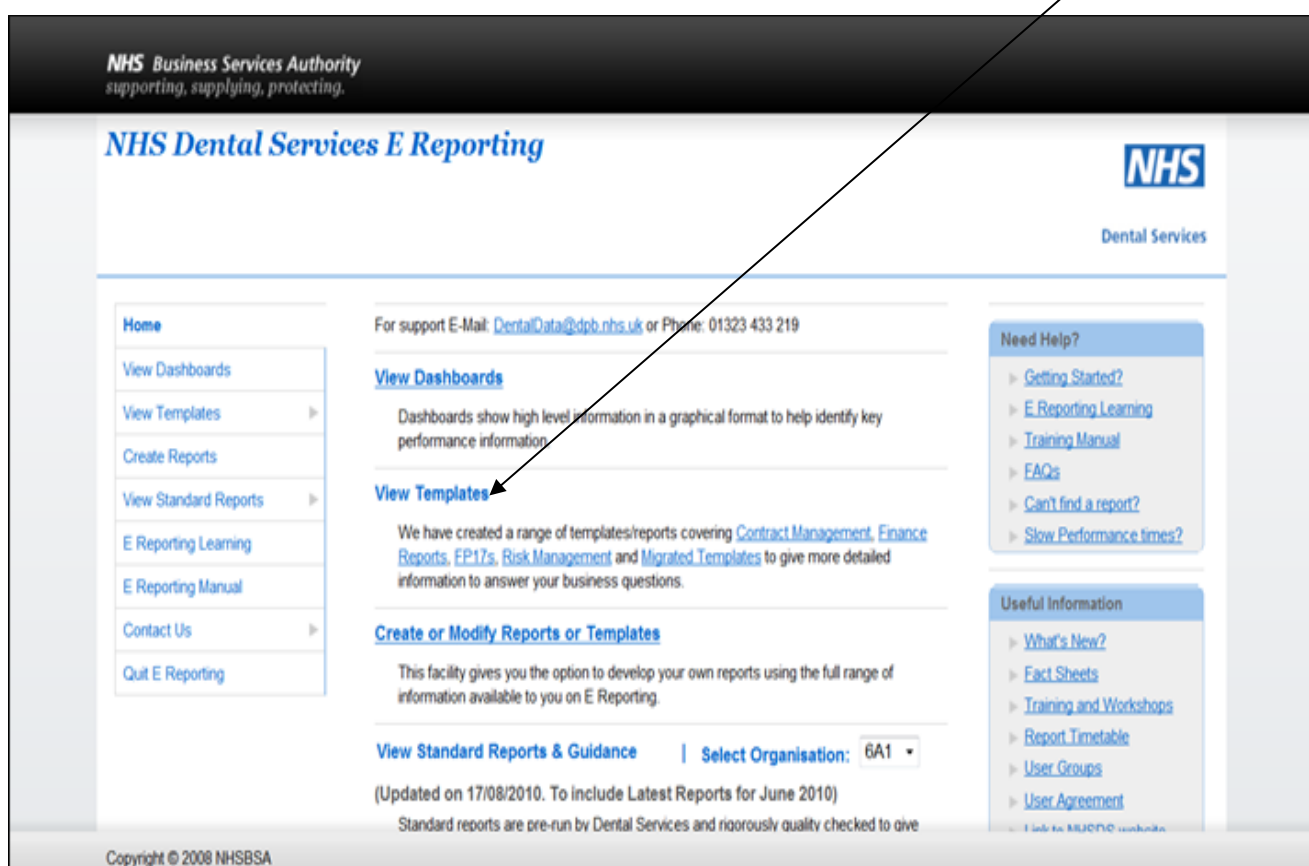 NHS Business Services Authority
supporting, supplying, protecting.
NHS Dental Services E Reporting
NHS
Dental Services
Home
View Dashboards
View Templates
Create Reports
View Standard Reports
E Reporting Learning
E Reporting Manual
Contact Us
Quit E Reporting
For support E-Mail: DentalData@dpb.nhs.uk or Phone: 01323 433 219
View Dashboards
Dashboards show high level information in a graphical format to help identify key
performance information.
View Templates
We have created a range of templates/reports covering Contract Management, Finance
Reports, FP17s, Risk Management and Migrated Templates to give more detailed
information to answer your business questions.
Create or Modify Reports or Templates
This facility gives you the option to develop your own reports using the full range of
information available to you on E Reporting.
View Standard Reports & Guidance | Select Organisation: 6A1
(Updated on 17/08/2010. To include Latest Reports for June 2010)
Standard reports are pre-run by Dental Services and rigorously quality checked to give
Need Help?
Getting Started?
E Reporting Learning
Training Manual
FAQs
Can't find a report?
Slow Performance times?
Useful Information
What's New?
Fact Sheets
Training and Workshops
Report Timetable
User Groups
User Agreement
Link to NHSDS website
Copyright © 2008 NHSBSA